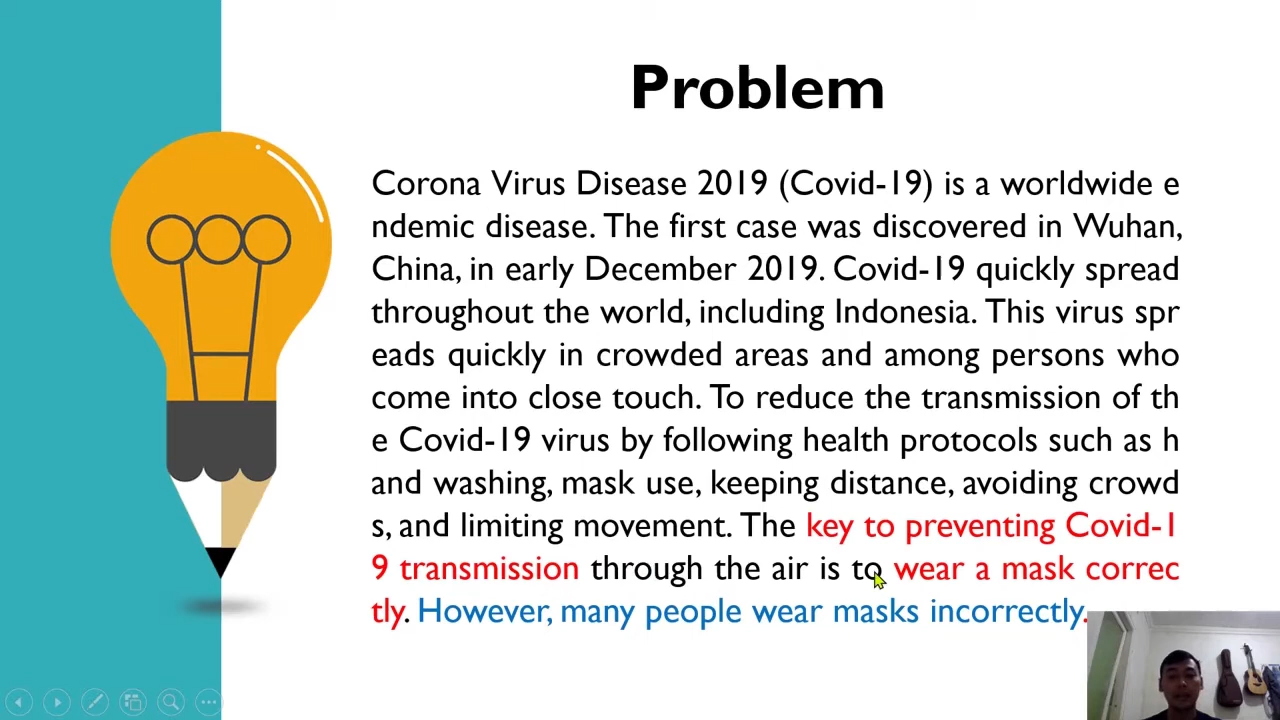 Problem
Corona Virus Disease 2019 (Covid-19) is a worldwide e
ndemic disease. The first case was discovered in Wuhan,
China, in early December 2019. Covid-19 quickly spread
throughout the world, including Indonesia. This virus spr
eads quickly in crowded areas and among persons who
come into close touch. To reduce the transmission of th
e Covid-19 virus by following health protocols such as h
and washing, mask use, keeping distance, avoiding crowd
s, and limiting movement. The key to preventing Covid-1
9 transmission through the air is to wear a mask correc
tly. However, many people wear masks incorrectly.